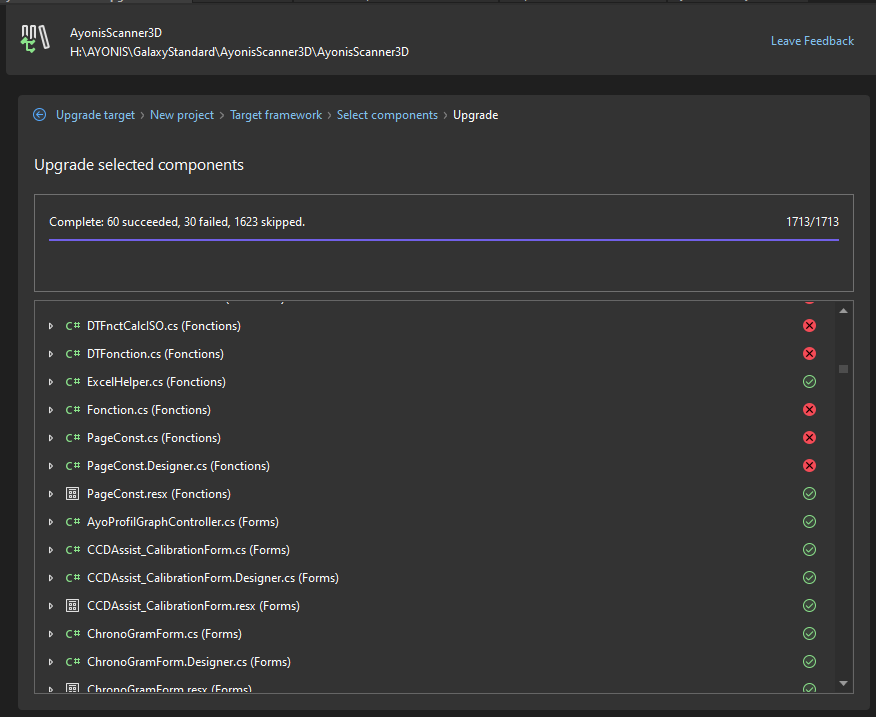 AyonisScanner3D
H:\AYONIS\GalaxyStandard\AyonisScanner3D\AyonisScanner3D
Leave Feedback
Upgrade target › New project › Target framework › Select components › Upgrade
Upgrade selected components
Complete: 60 succeeded, 30 failed, 1623 skipped.
1713/1713
C# DTFnctCalcISO.cs (Fonctions)
C# DTFonction.cs (Fonctions)
C# ExcelHelper.cs (Fonctions)
C# Fonction.cs (Fonctions)
C# PageConst.cs (Fonctions)
C# PageConst.Designer.cs (Fonctions)
PageConst.resx (Fonctions)
C# AyoProfilGraphController.cs (Forms)
C# CCDAssist_CalibrationForm.cs (Forms)
C# CCDAssist_CalibrationForm.Designer.cs (Forms)
CCDAssist_CalibrationForm.resx (Forms)
C# ChronoGramForm.cs (Forms)
C# ChronoGramForm.Designer.cs (Forms)
ChronoGramForm.resx (Forms)